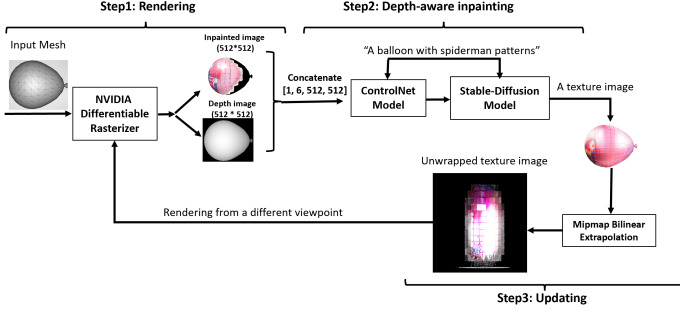 Step1: Rendering
Step2: Depth-aware inpainting
Input Mesh
Inpainted image
(512*512)
NVIDIA
Differentiable
Rasterizer
Depth image
(512 * 512)
Concatenate
[1, 6, 512, 512]
“A balloon with spiderman patterns”
ControlNet
Model
Stable-Diffusion
Model
A texture image
Unwrapped texture image
Rendering from a different viewpoint
Mipmap Bilinear
Extrapolation
Step3: Updating